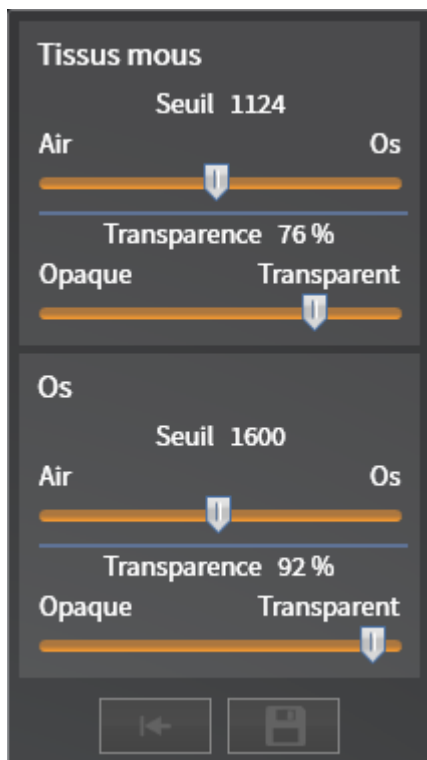 Tissus mous
Seuil 1124
Air Os
Transparence 76 %
Opaque Transparent
Os
Seuil 1600
Air Os
Transparence 92 %
Opaque Transparent